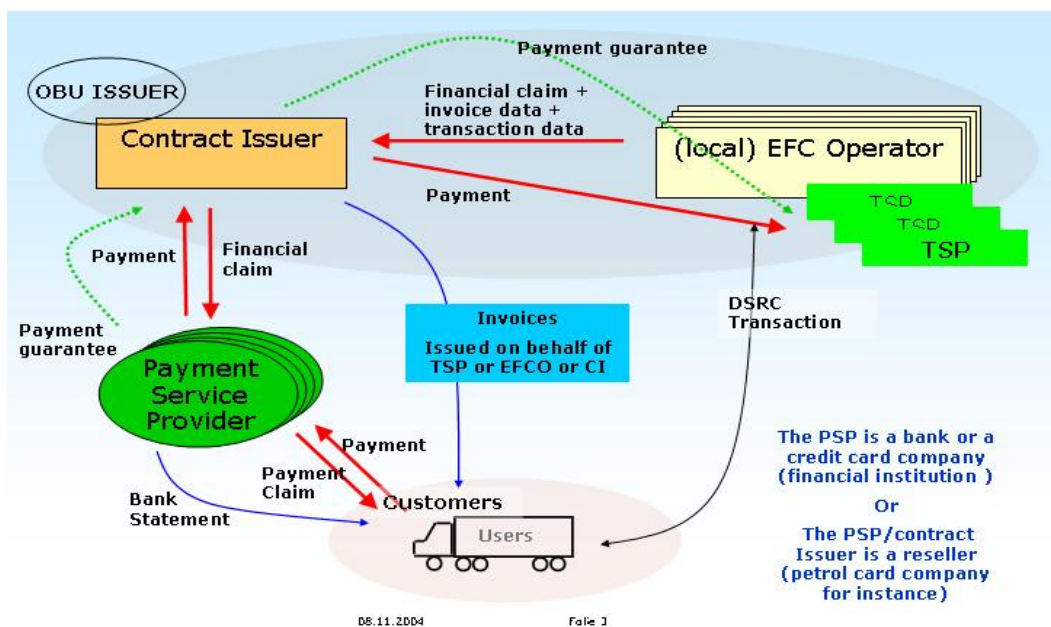 Payment guarantee
OBU ISSUER
Financial claim +
invoice data +
transaction data
Contract Issuer
(local) EFC Operator
Payment
TSP
TSP
TSP
Payment
Financial
claim
DSRC
Transaction
Payment
guarantee
Invoices
Issued on behalf of
TSP or EFCO or CI
Payment
Service
Provider
Payment
Payment
Claim
Bank
Statement
Customers
Users
The PSP is a bank or a
credit card company
(financial institution )
Or
The PSP/contract
Issuer is a reseller
(petrol card company
for instance)
08.11.2004
Folie 3